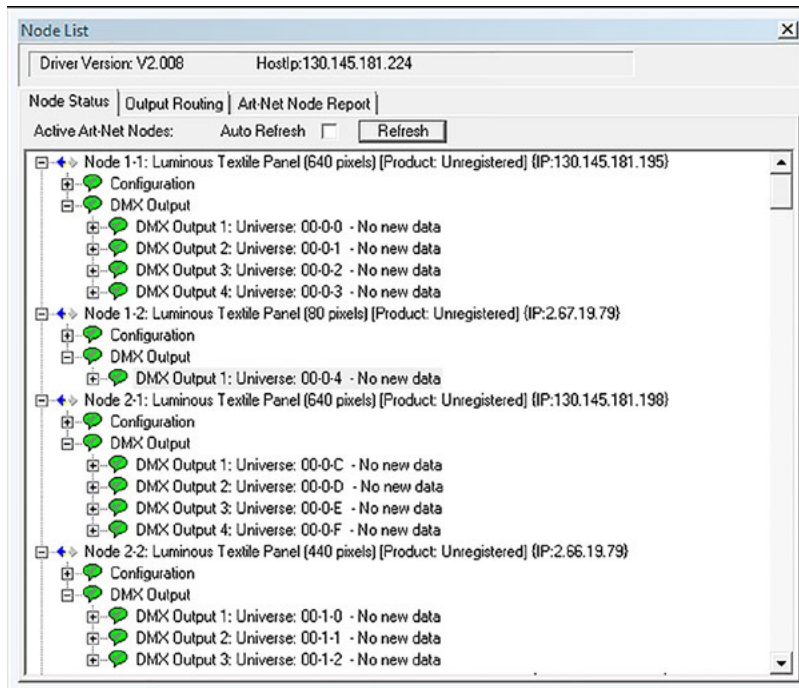 Node List
Driver Version: V2.008 HostIp:130.145.181.224
Node Status Output Routing Art-Net Node Report
Active Art-Net Nodes: Auto Refresh Refresh
Node 1-1: Luminous Textile Panel (640 pixels) [Product: Unregistered] {IP:130.145.181.195}
Configuration
DMX Output
DMX Output 1: Universe: 00-0-0 - No new data
DMX Output 2: Universe: 00-0-1 - No new data
DMX Output 3: Universe: 00-0-2 - No new data
DMX Output 4: Universe: 00-0-3 - No new data
Node 1-2: Luminous Textile Panel (80 pixels) [Product: Unregistered] {IP:2.67.19.79}
Configuration
DMX Output
DMX Output 1: Universe: 00-0-4 - No new data
Node 2-1: Luminous Textile Panel (640 pixels) [Product: Unregistered] {IP:130.145.181.198}
Configuration
DMX Output
DMX Output 1: Universe: 00-0-C - No new data
DMX Output 2: Universe: 00-0-D - No new data
DMX Output 3: Universe: 00-0-E - No new data
DMX Output 4: Universe: 00-0-F - No new data
Node 2-2: Luminous Textile Panel (440 pixels) [Product: Unregistered] {IP:2.66.19.79}
Configuration
DMX Output
DMX Output 1: Universe: 00-1-0 - No new data
DMX Output 2: Universe: 00-1-1 - No new data
DMX Output 3: Universe: 00-1-2 - No new data